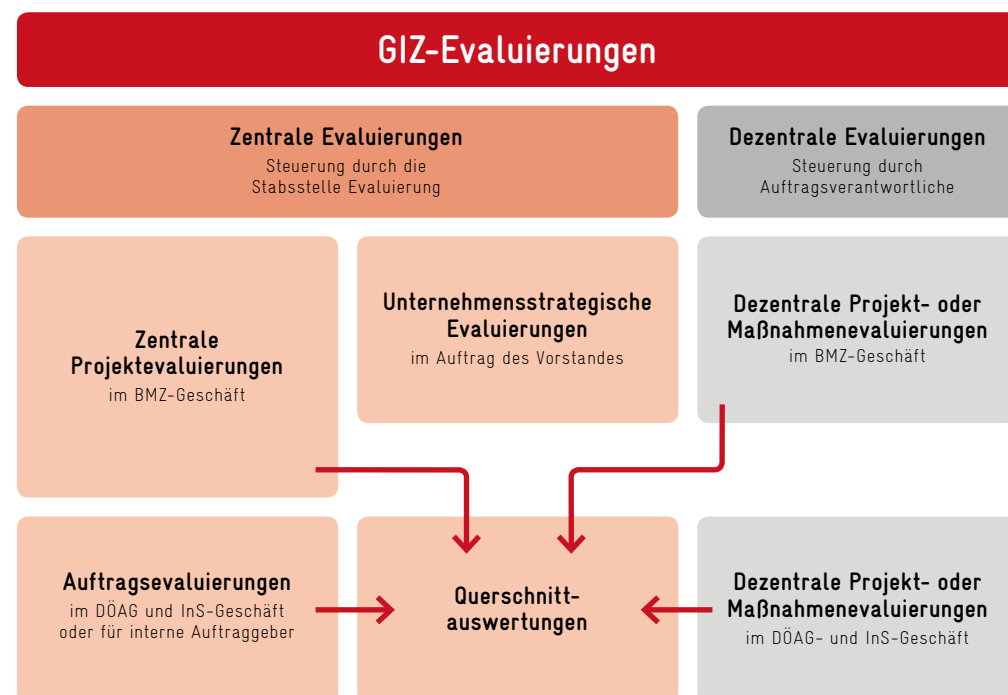 GIZ-Evaluierungen
Zentrale Evaluierungen
Steuerung durch die
Stabsstelle Evaluierung
Dezentrale Evaluierungen
Steuerung durch
Auftragsverantwortliche
Zentrale
Projektevaluierungen
im BMZ-Geschäft
Unternehmensstrategische
Evaluierungen
im Auftrag des Vorstandes
Dezentrale Projekt- oder
Maßnahmenevaluierungen
im BMZ-Geschäft
Auftragsevaluierungen
im DÖAG und InS-Geschäft
oder für interne Auftraggeber
Querschnitt-
auswertungen
Dezentrale Projekt- oder
Maßnahmenevaluierungen
im DÖAG- und InS-Geschäft